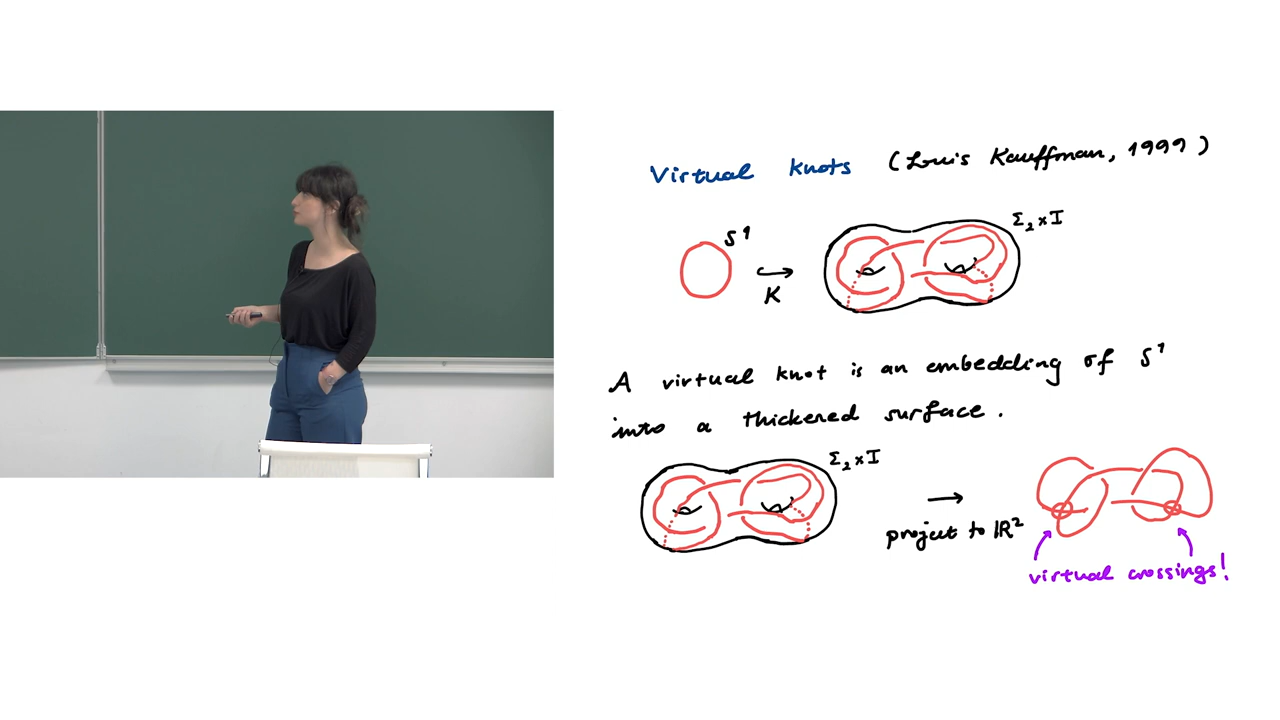 Virtual knots (Louis Kauffman, 1999)
S¹
K
Σ₂×I
A virtual knot is an embedding of S¹
into a thickened surface.
Σ₂×I
project to ℝ²
virtual crossings!